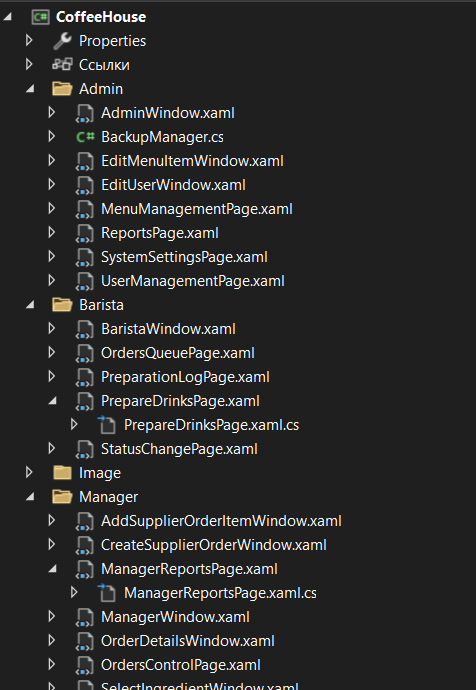 CoffeeHouse
Properties
Ссылки
Admin
AdminWindow.xaml
C# BackupManager.cs
EditMenuItemWindow.xaml
EditUserWindow.xaml
MenuManagementPage.xaml
ReportsPage.xaml
SystemSettingsPage.xaml
UserManagementPage.xaml
Barista
BaristaWindow.xaml
OrdersQueuePage.xaml
PreparationLogPage.xaml
PrepareDrinksPage.xaml
PrepareDrinksPage.xaml.cs
StatusChangePage.xaml
Image
Manager
AddSupplierOrderItemWindow.xaml
CreateSupplierOrderWindow.xaml
ManagerReportsPage.xaml
ManagerReportsPage.xaml.cs
ManagerWindow.xaml
OrderDetailsWindow.xaml
OrdersControlPage.xaml
SelectIngredientWindow.xaml